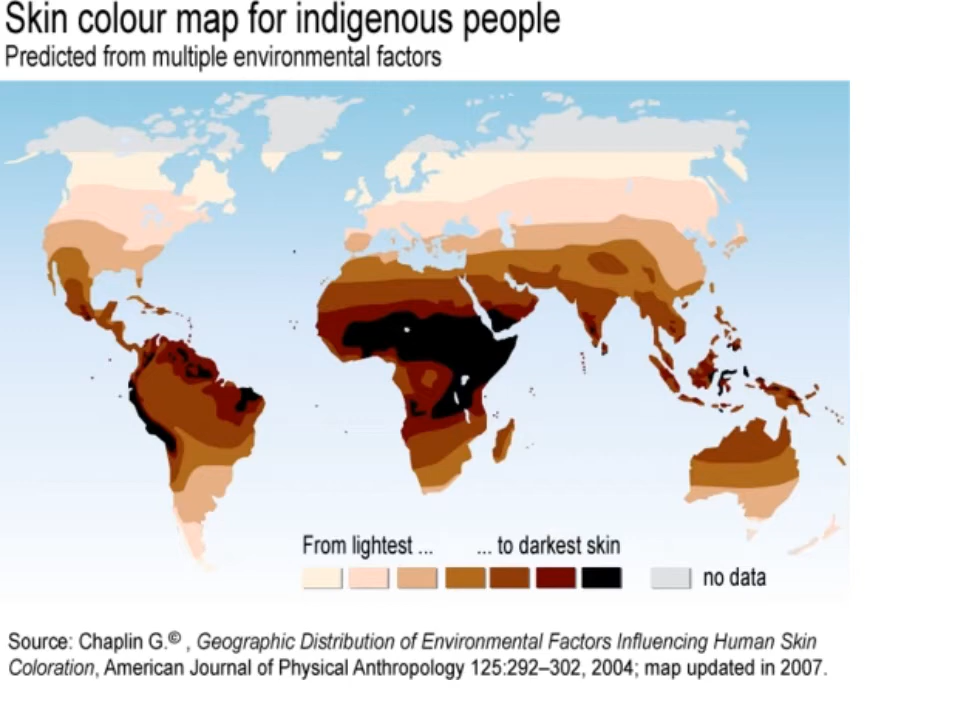 Skin colour map for indigenous people
Predicted from multiple environmental factors
From lightest ... ... to darkest skin
no data
Source: Chaplin G.© , Geographic Distribution of Environmental Factors Influencing Human Skin
Coloration, American Journal of Physical Anthropology 125:292–302, 2004; map updated in 2007.